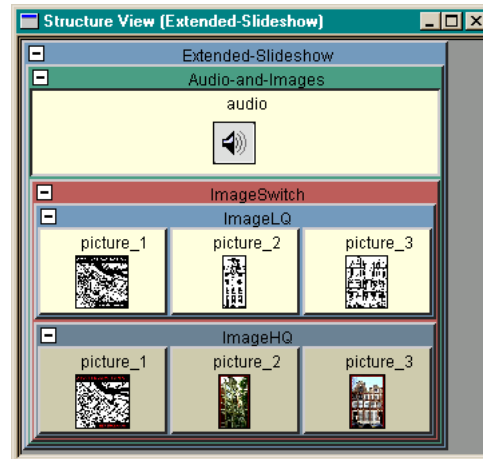 Structure View (Extended-Slideshow)
Extended-Slideshow
Audio-and-Images
audio
ImageSwitch
ImageLQ
picture_1 picture_2 picture_3
ImageHQ
picture_1 picture_2 picture_3